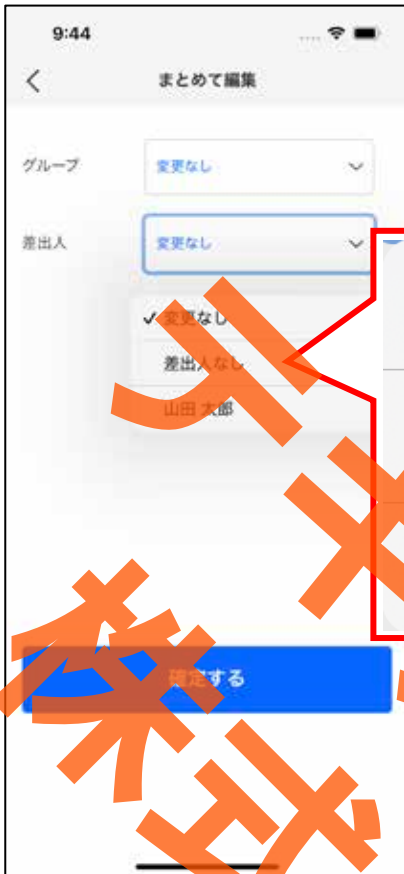 9:44
まとめて編集
グループ
変更なし
差出人
変更なし
✓ 変更なし
差出人なし
山田 太郎
確定する
株式